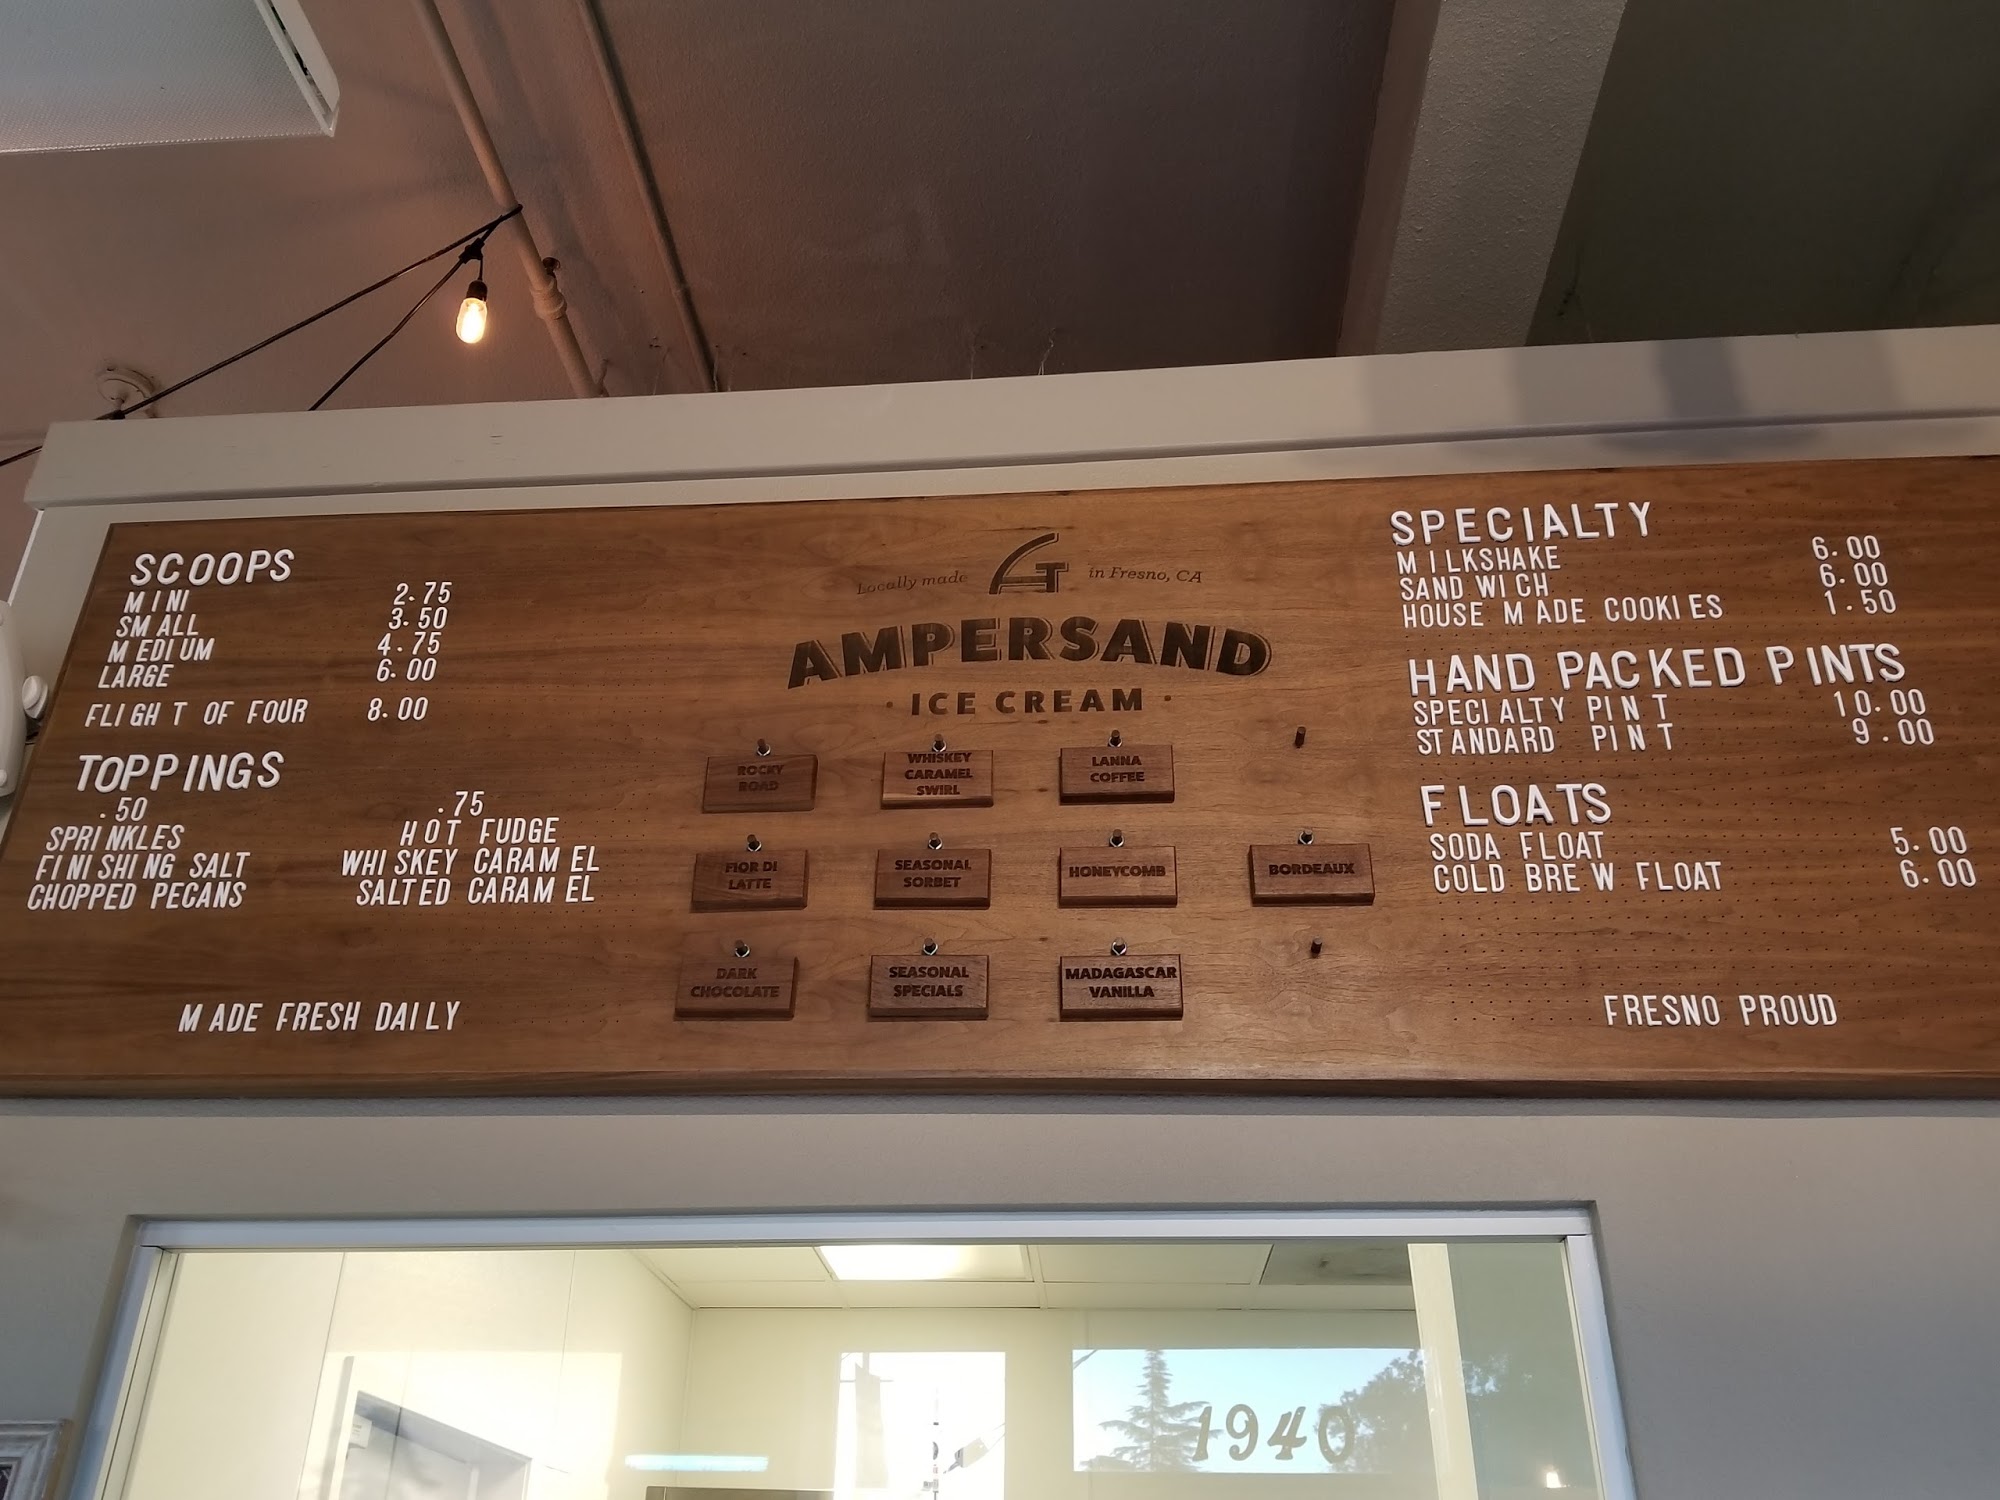 SCOOPS
MINI 2.75
SMALL 3.50
MEDIUM 4.75
LARGE 6.00
FLIGHT OF FOUR 8.00
TOPPINGS
.50 .75
SPRINKLES HOT FUDGE
FINISHING SALT WHISKEY CARAMEL
CHOPPED PECANS SALTED CARAMEL
MADE FRESH DAILY
Locally made in Fresno, CA
AMPERSAND
· ICE CREAM ·
ROCKY
ROAD
WHISKEY
CARAMEL
SWIRL
LANNA
COFFEE
FIOR DI
LATTE
SEASONAL
SORBET
HONEYCOMB
BORDEAUX
DARK
CHOCOLATE
SEASONAL
SPECIALS
MADAGASCAR
VANILLA
SPECIALTY
MILKSHAKE 6.00
SANDWICH 6.00
HOUSE MADE COOKIES 1.50
HAND PACKED PINTS
SPECIALTY PINT 10.00
STANDARD PINT 9.00
FLOATS
SODA FLOAT 5.00
COLD BREW FLOAT 6.00
FRESNO PROUD
1940